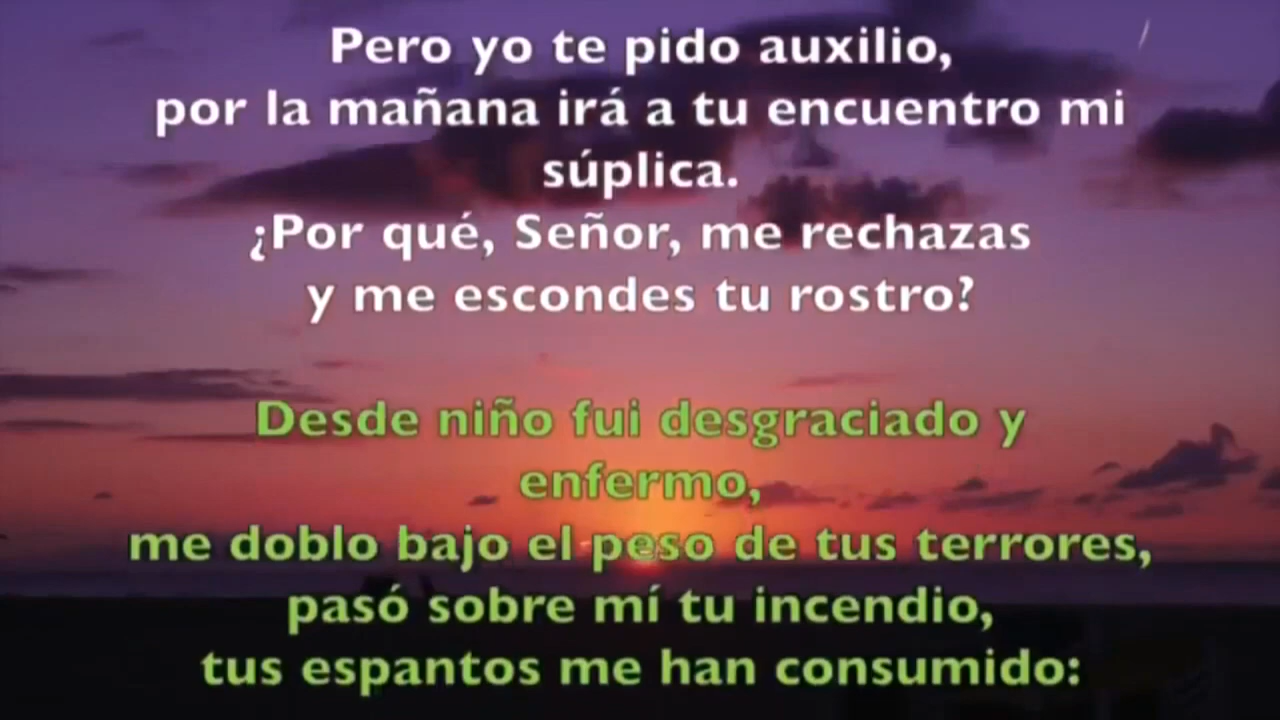 Pero yo te pido auxilio,
por la mañana irá a tu encuentro mi
súplica.
¿Por qué, Señor, me rechazas
y me escondes tu rostro?
Desde niño fui desgraciado y
enfermo,
me doblo bajo el peso de tus terrores,
pasó sobre mí tu incendio,
tus espantos me han consumido: